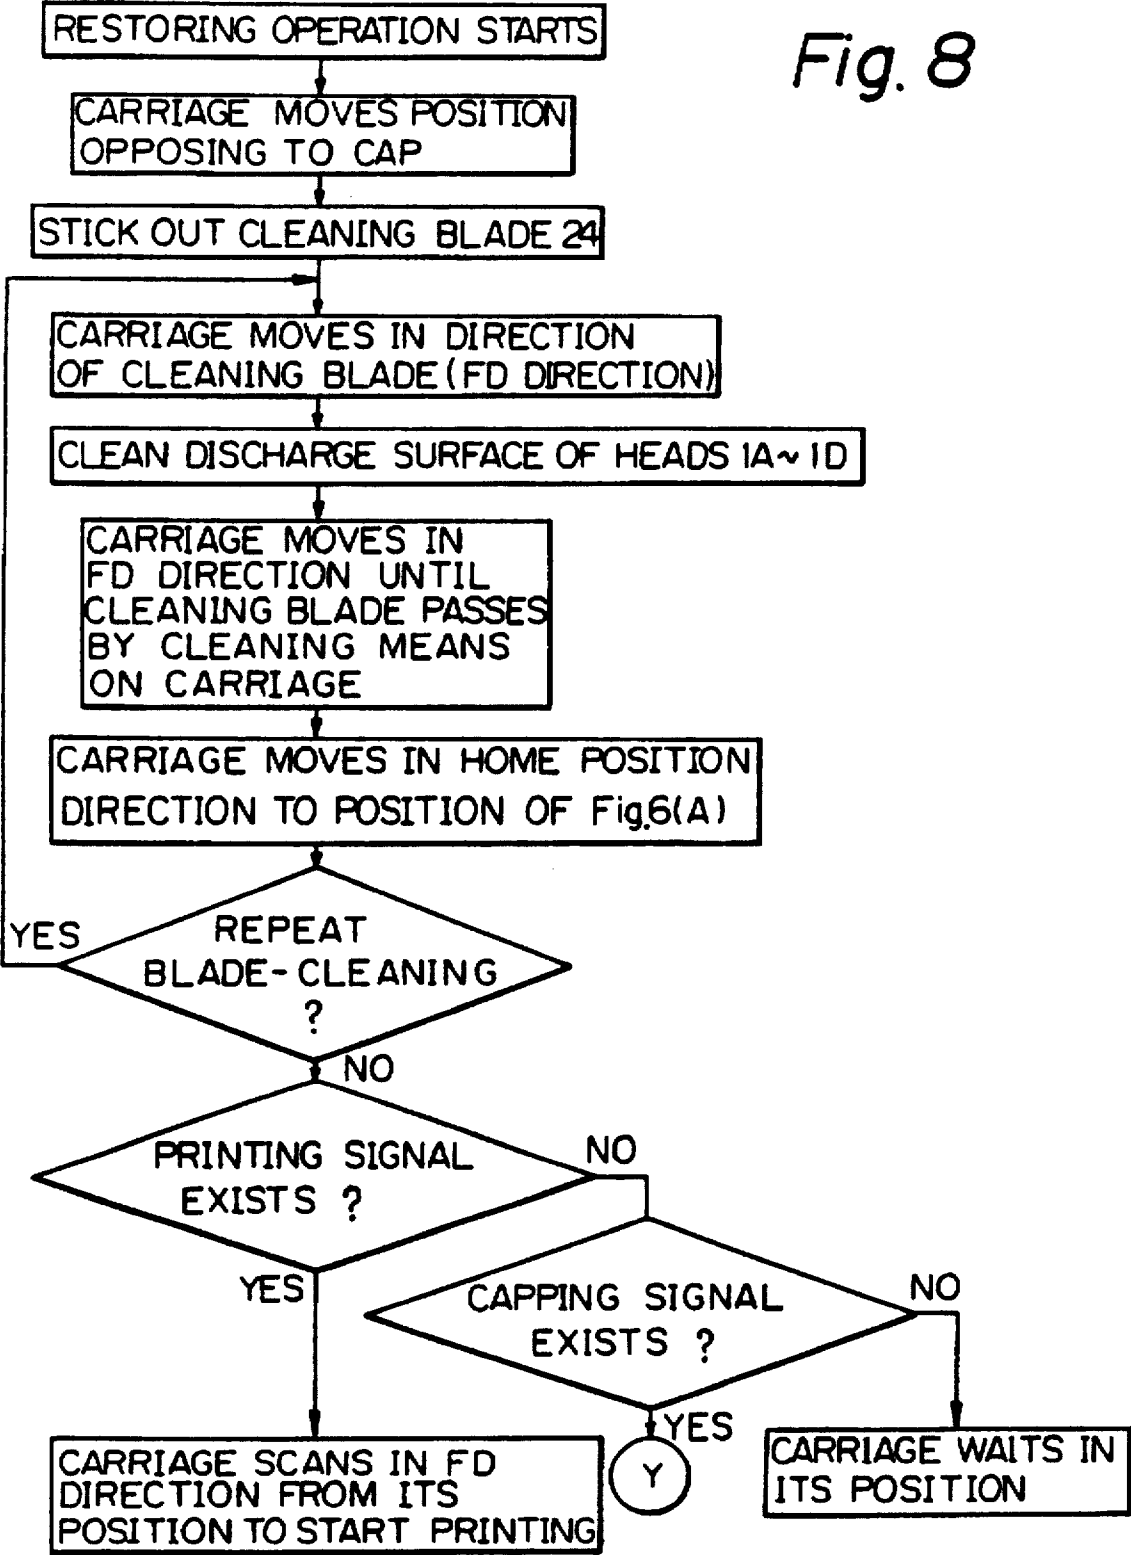 RESTORING OPERATION STARTS
Fig. 8
CARRIAGE MOVES POSITION
OPPOSING TO CAP
STICK OUT CLEANING BLADE 24
CARRIAGE MOVES IN DIRECTION
OF CLEANING BLADE (FD DIRECTION)
CLEAN DISCHARGE SURFACE OF HEADS 1A~1D
CARRIAGE MOVES IN
FD DIRECTION UNTIL
CLEANING BLADE PASSES
BY CLEANING MEANS
ON CARRIAGE
CARRIAGE MOVES IN HOME POSITION
DIRECTION TO POSITION OF Fig.6(A)
YES
REPEAT
BLADE-CLEANING
?
NO
PRINTING SIGNAL
EXISTS ?
NO
YES
CAPPING SIGNAL
EXISTS ?
NO
YES
CARRIAGE SCANS IN FD
DIRECTION FROM ITS
POSITION TO START PRINTING
Y
CARRIAGE WAITS IN
ITS POSITION